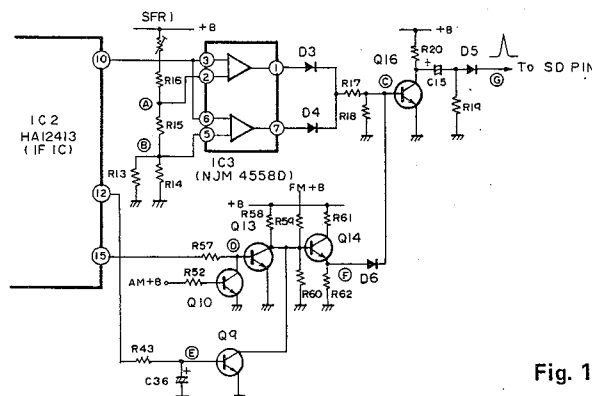 SFR1
+B
+B
R20
Q16
D5
To SD PIN
G
C15
+
R19
10
3
1
D3
R16
2
A
C
R17
R18
IC2
HA12413
(IF IC)
R15
6
5
7
D4
B
IC3
(NJM 4558D)
R13
R14
FM+B
12
+B
R58
R59
R61
Q13
Q14
15
R57
D
R52
AM+B
Q10
F
D6
R60
R62
Q9
R43
E
+
C36
Fig. 1